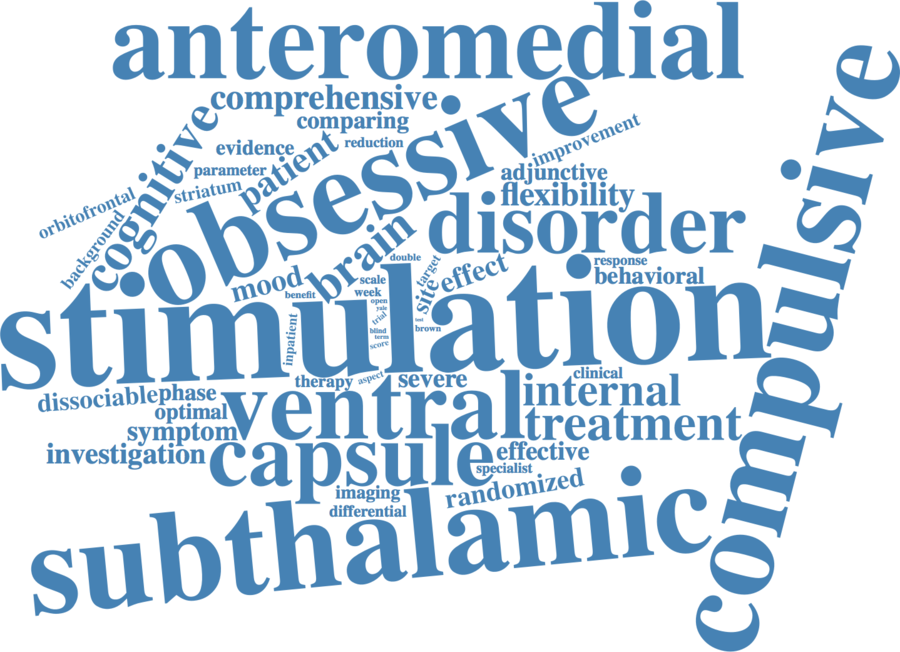 anteromedial
comprehensive
comparing
cognitive
obsessive
compulsive
evidence
patient
reduction
improvement
parameter
striatum
adjunctive
flexibility
orbitofrontal
background
disorder
brain
mood
double
target
site
effect
response
behavioral
stimulation
scale
week
benefit
open
yale
trial
test
brown
blind
term
score
inpatient
therapy
aspect
severe
clinical
dissociable
phase
optimal
ventral
internal
symptom
treatment
investigation
capsule
effective
specialist
imaging
randomized
differential
subthalamic